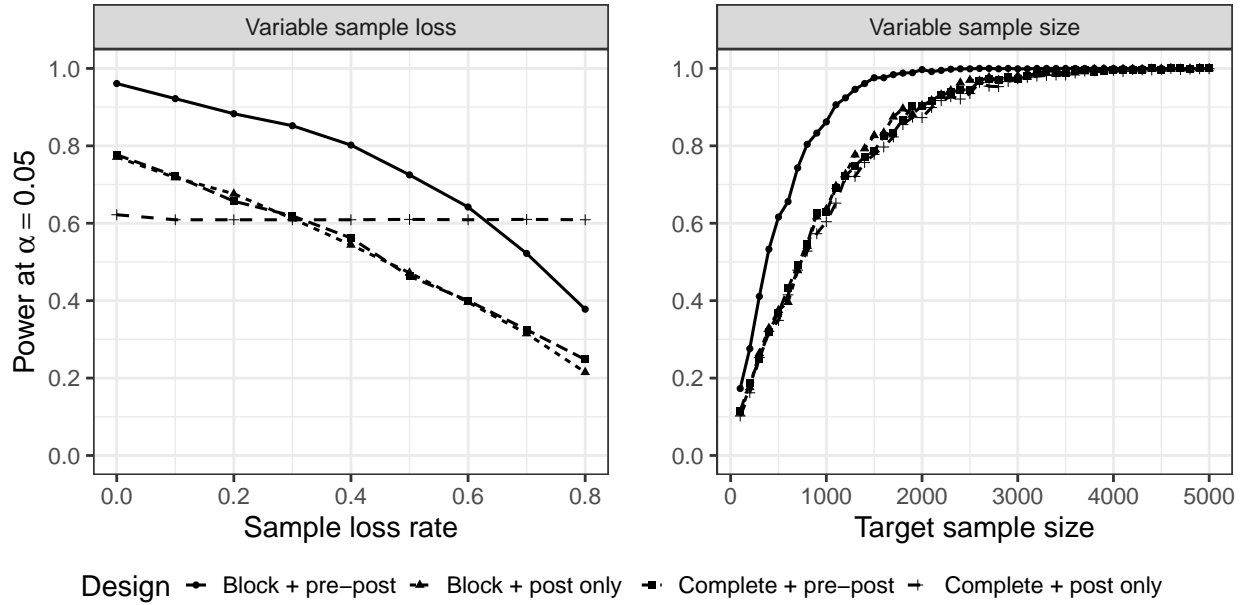 Variable sample loss
Variable sample size
Power at α = 0.05
1.0
0.8
0.6
0.4
0.2
0.0
0.0 0.2 0.4 0.6 0.8
Sample loss rate
1.0
0.8
0.6
0.4
0.2
0.0
0 1000 2000 3000 4000 5000
Target sample size
Design Block + pre−post Block + post only Complete + pre−post Complete + post only